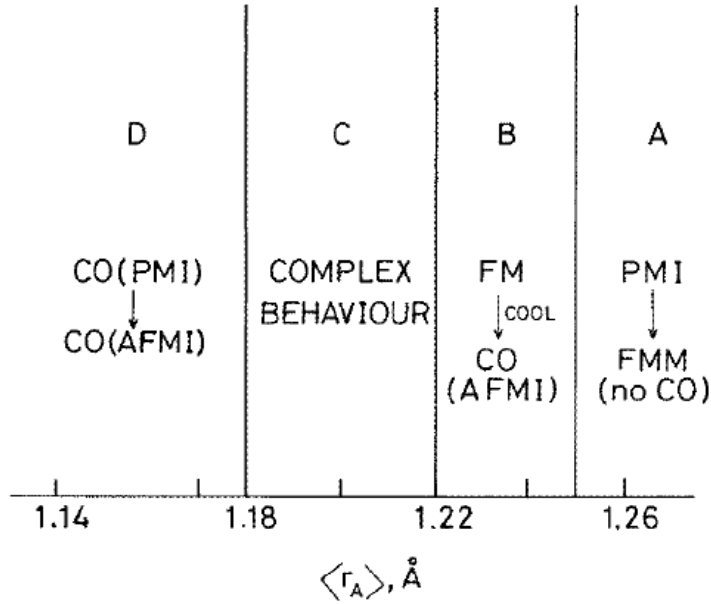 D
C
B
A
CO(PMI)
CO(AFMI)
COMPLEX
BEHAVIOUR
FM
COOL
CO
(AFMI)
PMI
FMM
(no CO)
1.14
1.18
1.22
1.26
⟨r_A⟩, Å